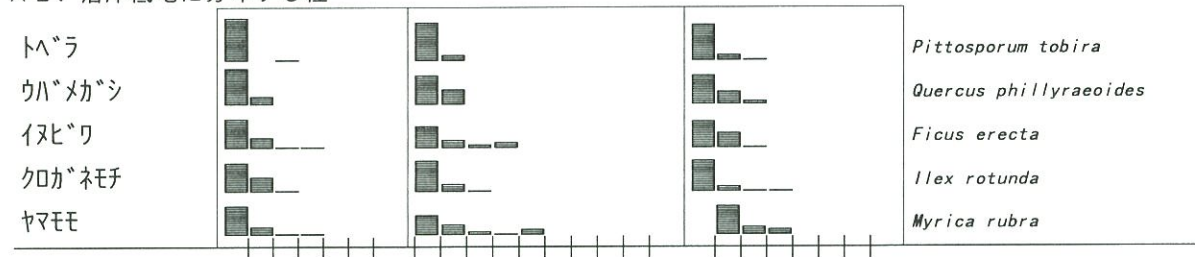 トベラ Pittosporum tobira
ウバメガシ Quercus phillyraeoides
イヌビワ Ficus erecta
クロガネモチ Ilex rotunda
ヤマモモ Myrica rubra